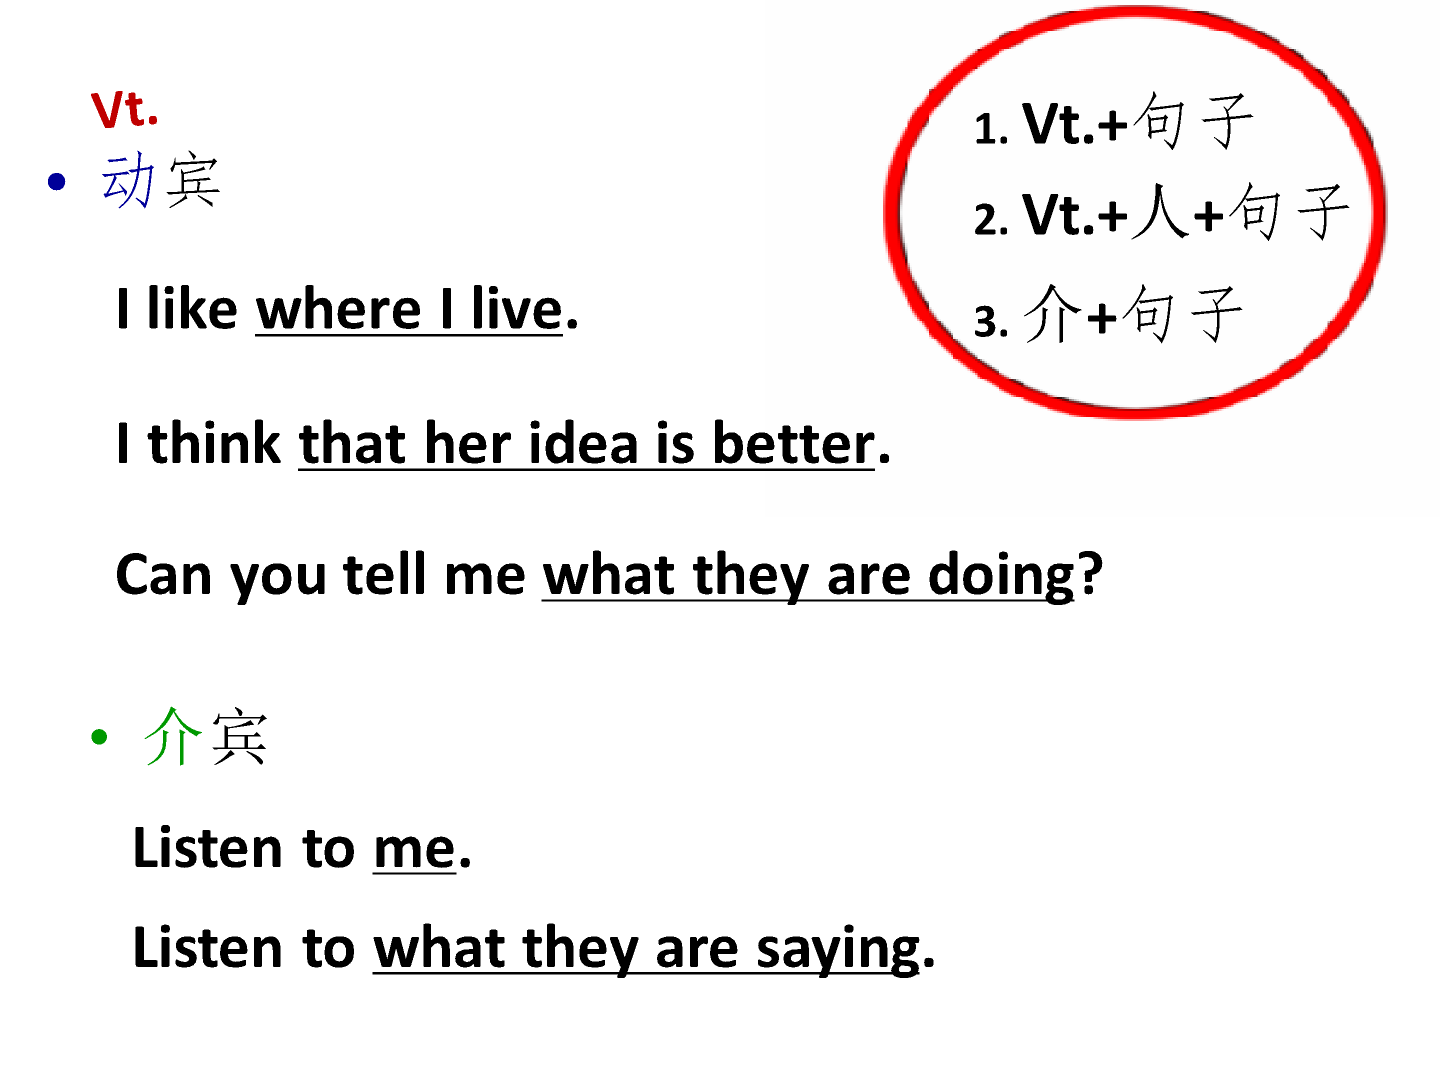 Vt.
• 动宾
I like where I live.
I think that her idea is better.
Can you tell me what they are doing?
• 介宾
Listen to me.
Listen to what they are saying.
1. Vt.+句子
2. Vt.+人+句子
3. 介+句子